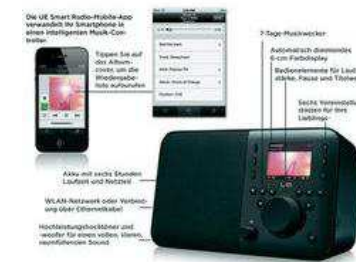 Die UE Smart Radio-Mobile-App
verwandelt Ihr Smartphone in
einen intelligenten Musik-Con-
troller.
Tippen Sie auf
das Album-
cover, um die
Wiedergabe-
liste aufzurufen
7-Tage-Musikwecker
Automatisch dimmendes
6-cm-Farbdisplay
Bedienelemente für Laut
stärke, Pause und Titelwe
Sechs Voreinstell
tasten für Ihre
Lieblings-
Akku mit sechs Stunden
Laufzeit und Netzteil
WLAN-Netzwerk oder Verbind-
ung über Ethernetkabel
Hochleistungshochtöner und
-woofer für einen vollen, klaren,
raumfüllenden Sound